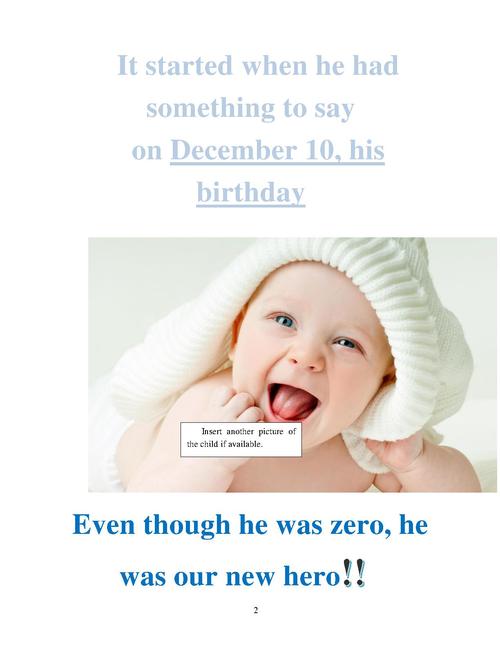 It started when he had
something to say
on December 10, his
birthday
Insert another picture of
the child if available.
Even though he was zero, he
was our new hero!!
2